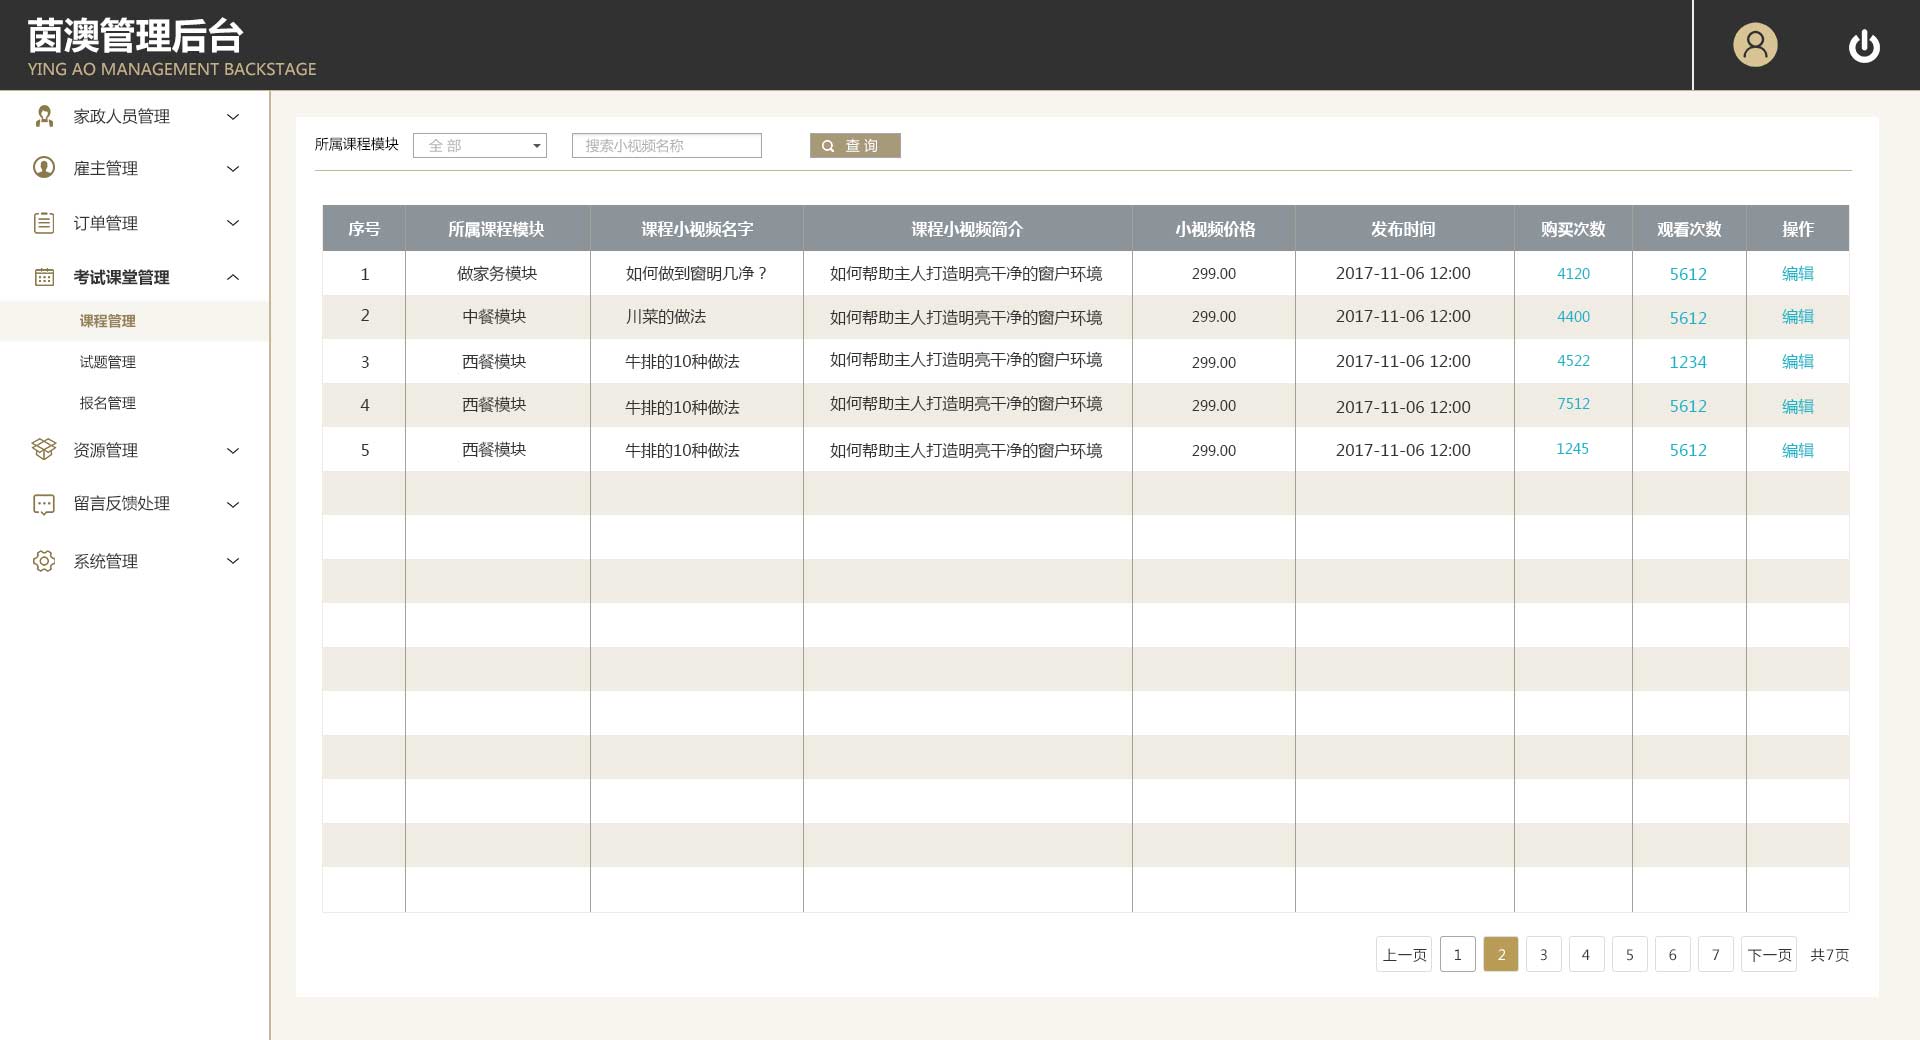 茵澳管理后台
YING AO MANAGEMENT BACKSTAGE
家政人员管理
雇主管理
订单管理
考试课堂管理
课程管理
试题管理
报名管理
资源管理
留言反馈处理
系统管理
所属课程模块 全 部 搜索小视频名称 查 询
序号 所属课程模块 课程小视频名字 课程小视频简介 小视频价格 发布时间 购买次数 观看次数 操作
1 做家务模块 如何做到窗明几净？ 如何帮助主人打造明亮干净的窗户环境 299.00 2017-11-06 12:00 4120 5612 编辑
2 中餐模块 川菜的做法 如何帮助主人打造明亮干净的窗户环境 299.00 2017-11-06 12:00 4400 5612 编辑
3 西餐模块 牛排的10种做法 如何帮助主人打造明亮干净的窗户环境 299.00 2017-11-06 12:00 4522 1234 编辑
4 西餐模块 牛排的10种做法 如何帮助主人打造明亮干净的窗户环境 299.00 2017-11-06 12:00 7512 5612 编辑
5 西餐模块 牛排的10种做法 如何帮助主人打造明亮干净的窗户环境 299.00 2017-11-06 12:00 1245 5612 编辑
上一页 1 2 3 4 5 6 7 下一页 共7页